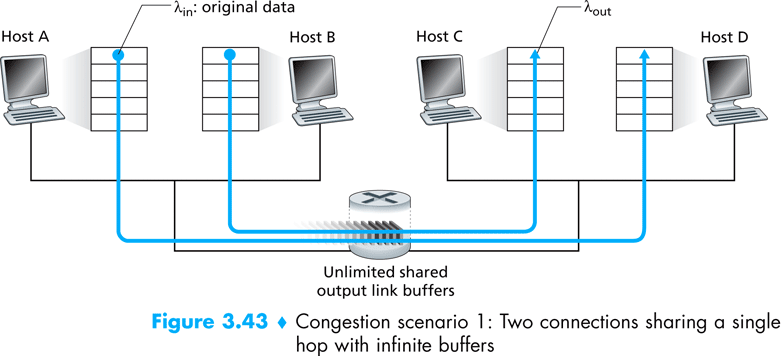 λin: original data
λout
Host A
Host B
Host C
Host D
Unlimited shared
output link buffers
Figure 3.43 ♦ Congestion scenario 1: Two connections sharing a single
hop with infinite buffers